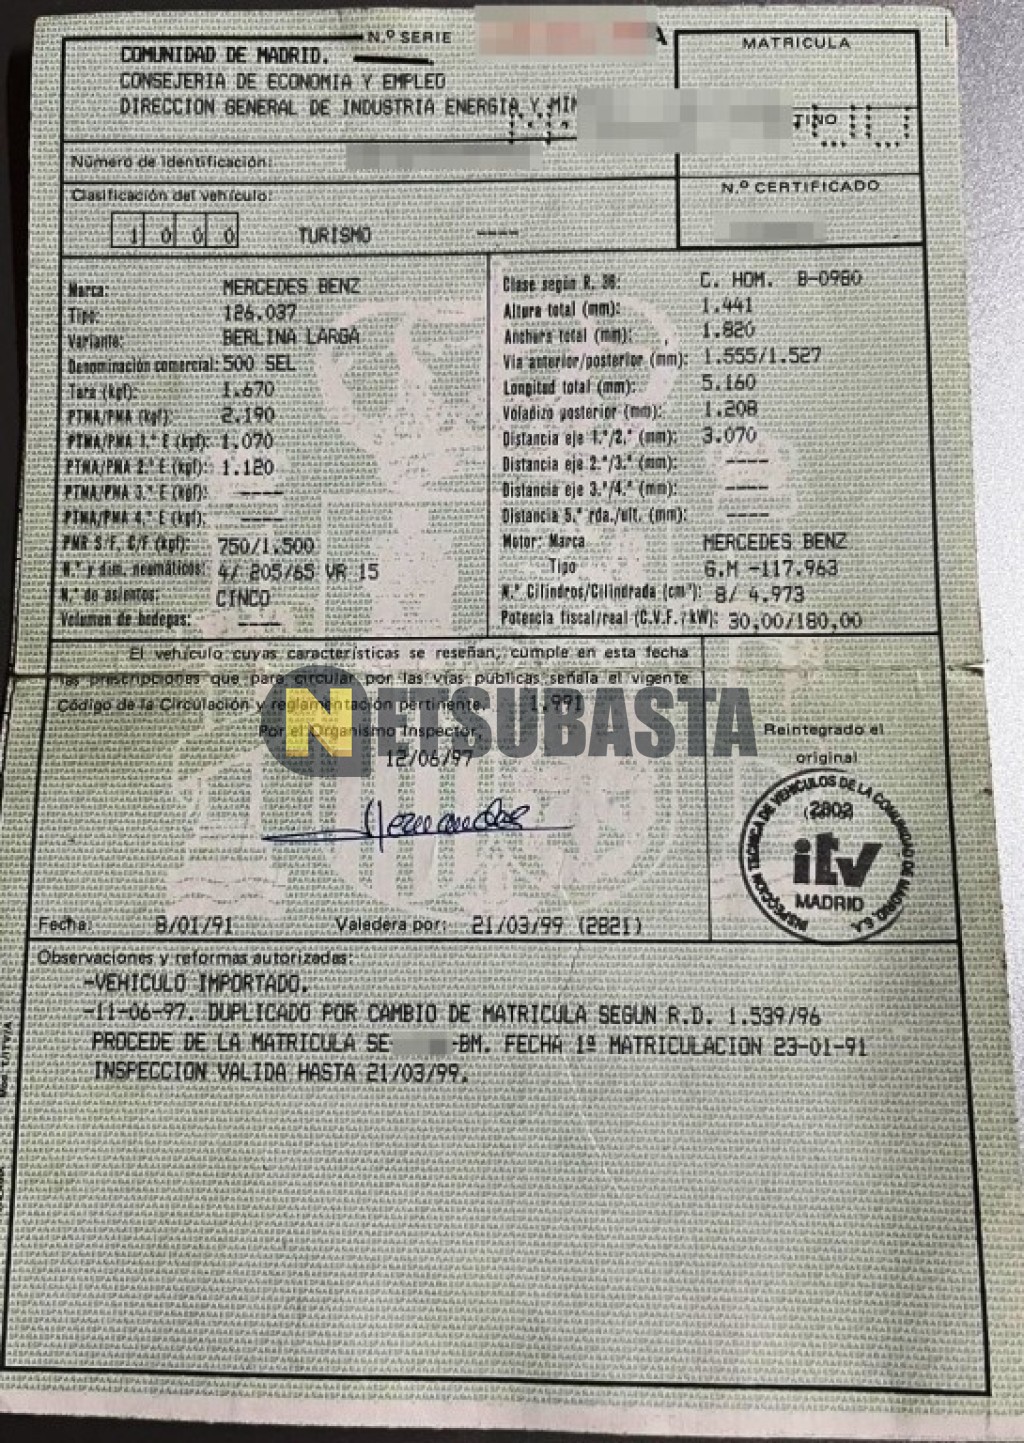 N.º SERIE
A
MATRICULA
COMUNIDAD DE MADRID.
CONSEJERIA DE ECONOMIA Y EMPLEO
DIRECCION GENERAL DE INDUSTRIA ENERGIA Y MIN
TINO
Número de Identificación:
N.º CERTIFICADO
Clasificación del vehículo:
1 0 0 0 TURISMO ----
Marca: MERCEDES BENZ
Tipo: 126.037
Variante: BERLINA LARGA
Denominación comercial: 500 SEL
Tara (kgf): 1.670
PTMA/PMA (kgf): 2.190
PTMA/PMA 1.º E (kgf): 1.070
PTMA/PMA 2.º E (kgf): 1.120
PTMA/PMA 3.º E (kgf): ----
PTMA/PMA 4.º E (kgf): ----
PMR S/F, C/F (kgf): 750/1.500
N.º y dim. neumáticos: 4/ 205/65 VR 15
N.º de asientos: CINCO
Volumen de bodegas: ----
Clase según R. 36: C. HOM. B-0980
Altura total (mm): 1.441
Anchura total (mm): 1.820
Vía anterior/posterior (mm): 1.555/1.527
Longitud total (mm): 5.160
Voladizo posterior (mm): 1.208
Distancia eje 1.º/2.º (mm): 3.070
Distancia eje 2.º/3.º (mm): ----
Distancia eje 3.º/4.º (mm): ----
Distancia 5.ª rda./ult. (mm): ----
Motor: Marca MERCEDES BENZ
Tipo G.M -117.963
N.º Cilindros/Cilindrada (cm³): 8/ 4.973
Potencia fiscal/real (C.V.F./kW): 30,00/180,00
El vehículo cuyas características se reseñan, cumple en esta fecha
las prescripciones que para circular por las vías públicas señala el vigente
Código de la Circulación y reglamentación pertinente. 1.991
Por el Organismo Inspector,
12/06/97
NETSUBASTA
Hernandez
Reintegrado el
original
INSPECCION TECNICA DE VEHICULOS DE LA COMUNIDAD DE MADRID, S.A.
2802
itv
MADRID
Fecha: 8/01/91 Valedera por: 21/03/99 (2821)
Observaciones y reformas autorizadas:
-VEHICULO IMPORTADO.
-11-06-97. DUPLICADO POR CAMBIO DE MATRICULA SEGUN R.D. 1.539/96
PROCEDE DE LA MATRICULA SE -BM. FECHA 1ª MATRICULACION 23-01-91
INSPECCION VALIDA HASTA 21/03/99.